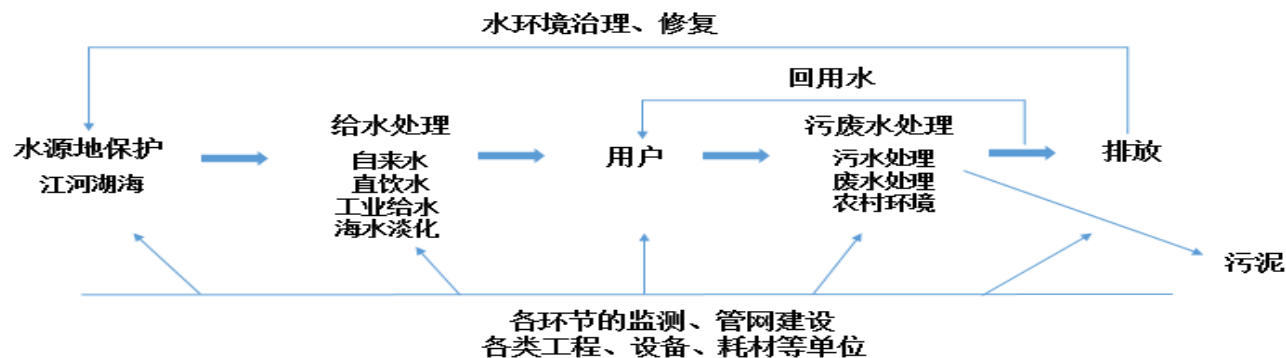 水环境治理、修复
回用水
给水处理
污废水处理
水源地保护
用户
排放
江河湖海
自来水
直饮水
工业给水
海水淡化
污水处理
废水处理
农村环境
污泥
各环节的监测、管网建设
各类工程、设备、耗材等单位